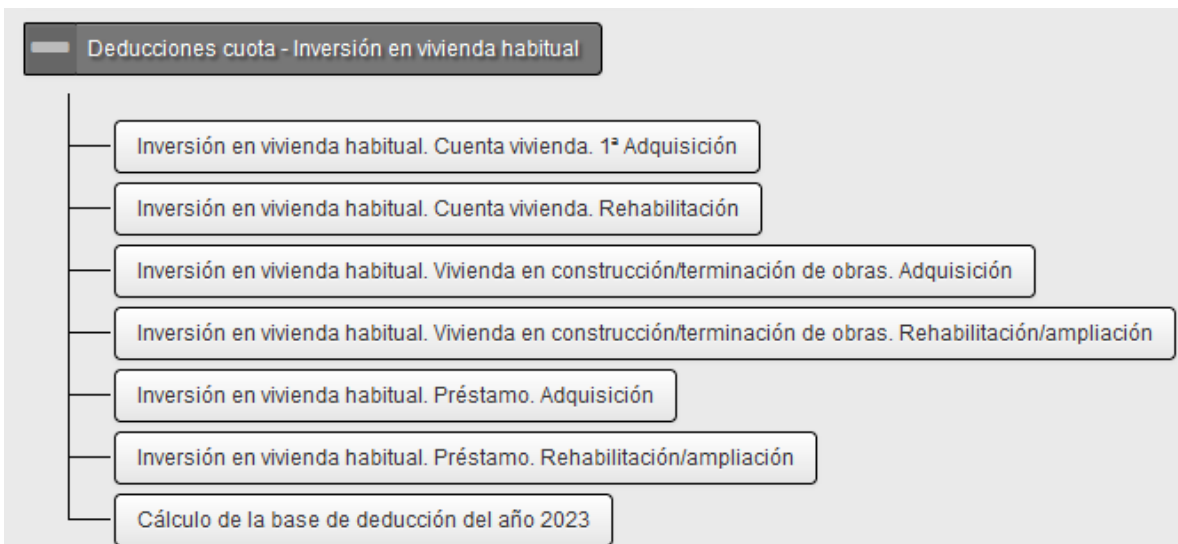 Deducciones cuota - Inversión en vivienda habitual
Inversión en vivienda habitual. Cuenta vivienda. 1ª Adquisición
Inversión en vivienda habitual. Cuenta vivienda. Rehabilitación
Inversión en vivienda habitual. Vivienda en construcción/terminación de obras. Adquisición
Inversión en vivienda habitual. Vivienda en construcción/terminación de obras. Rehabilitación/ampliación
Inversión en vivienda habitual. Préstamo. Adquisición
Inversión en vivienda habitual. Préstamo. Rehabilitación/ampliación
Cálculo de la base de deducción del año 2023